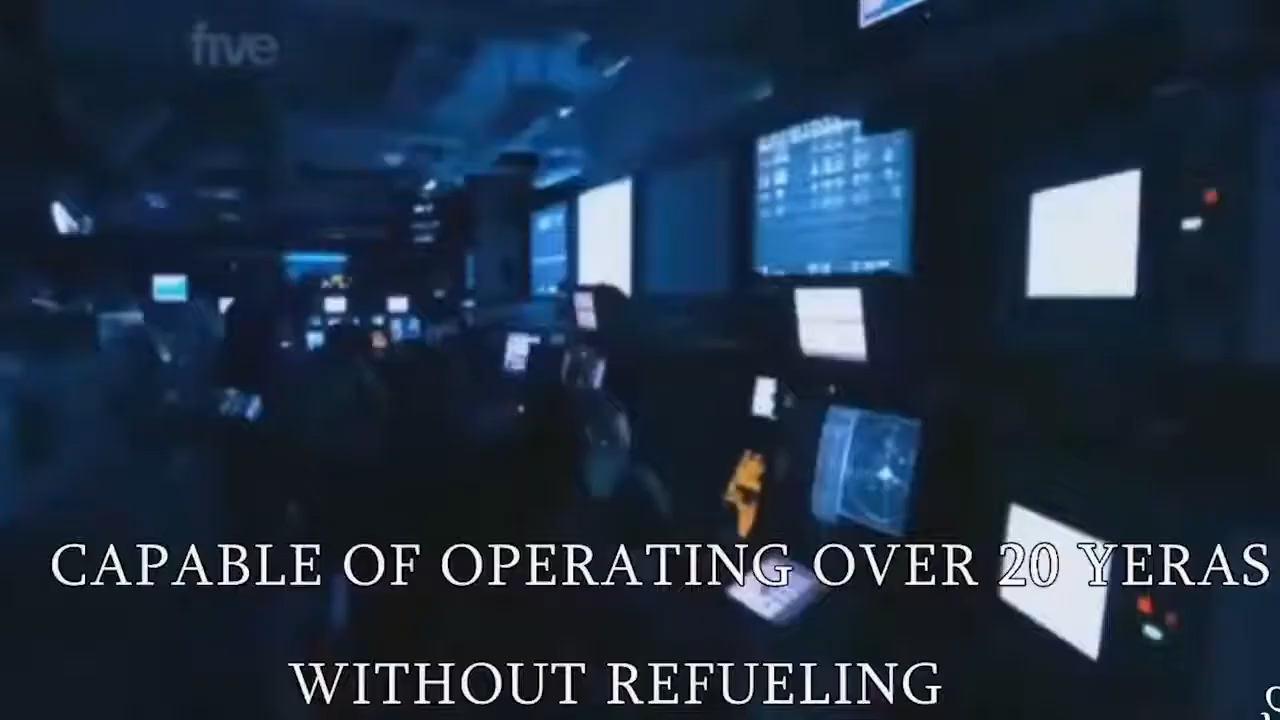 five
CAPABLE OF OPERATING OVER 20 YERAS
WITHOUT REFUELING